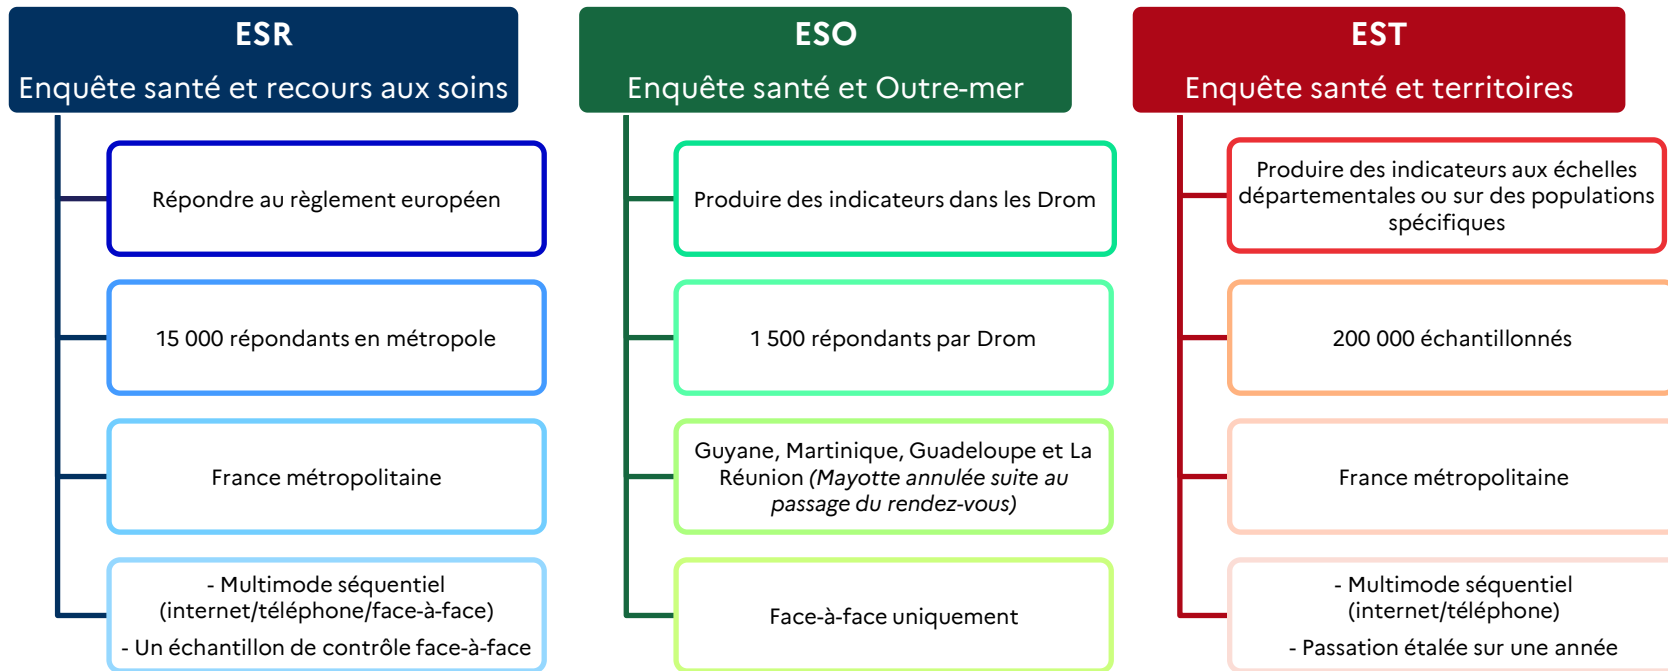 ESR
Enquête santé et recours aux soins
Répondre au règlement européen
15 000 répondants en métropole
France métropolitaine
- Multimode séquentiel
(internet/téléphone/face-à-face)
- Un échantillon de contrôle face-à-face
ESO
Enquête santé et Outre-mer
Produire des indicateurs dans les Drom
1 500 répondants par Drom
Guyane, Martinique, Guadeloupe et La
Réunion (Mayotte annulée suite au
passage du rendez-vous)
Face-à-face uniquement
EST
Enquête santé et territoires
Produire des indicateurs aux échelles
départementales ou sur des populations
spécifiques
200 000 échantillonnés
France métropolitaine
- Multimode séquentiel
(internet/téléphone)
- Passation étalée sur une année